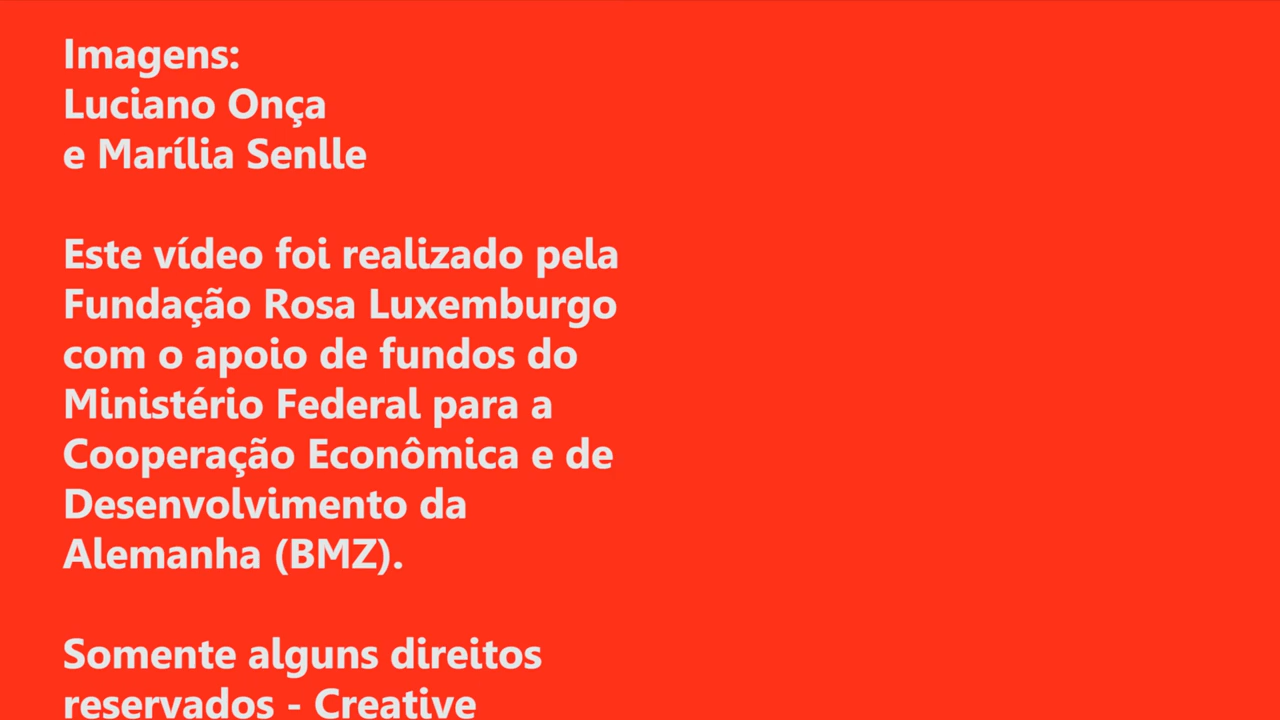 Imagens:
Luciano Onça
e Marília Senlle
Este vídeo foi realizado pela
Fundação Rosa Luxemburgo
com o apoio de fundos do
Ministério Federal para a
Cooperação Econômica e de
Desenvolvimento da
Alemanha (BMZ).
Somente alguns direitos
reservados - Creative